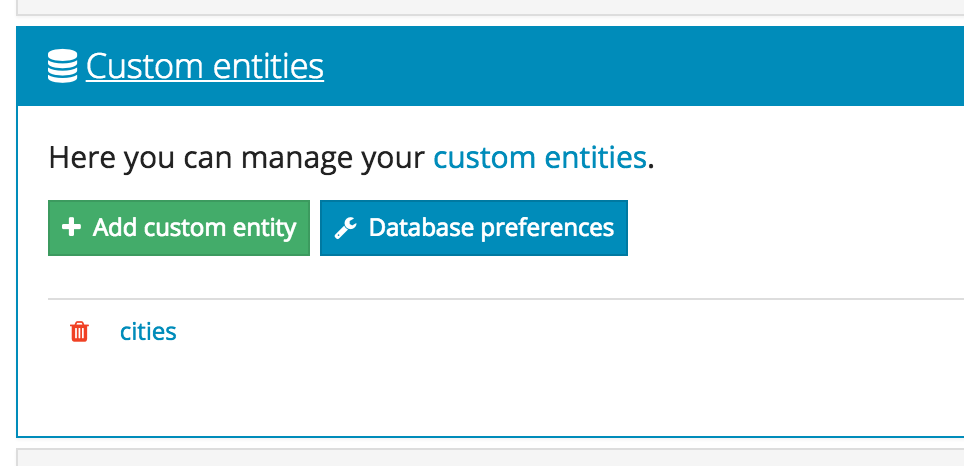 Custom entities
Here you can manage your custom entities.
Add custom entity
Database preferences
cities